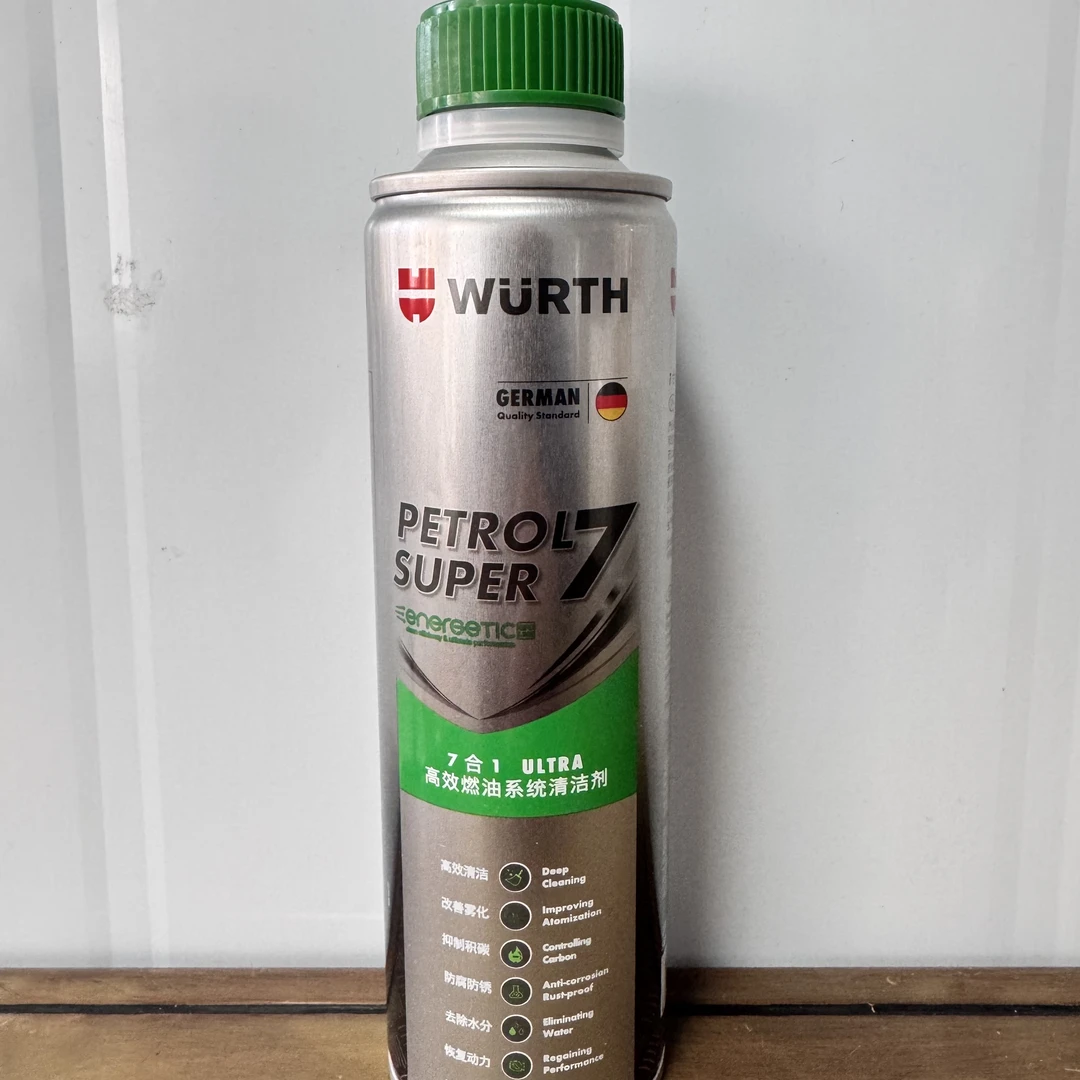 WÜRTH
GERMAN
Quality Standard
PETROL 7
SUPER
energetic
7 合 1 ULTRA
高效燃油系统清洁剂
高效清洁 Deep Cleaning
改善雾化 Improving Atomization
抑制积碳 Controlling Carbon
防腐防锈 Anti-corrosian Rust-proof
去除水分 Eliminating Water
恢复动力 Regaining Performance